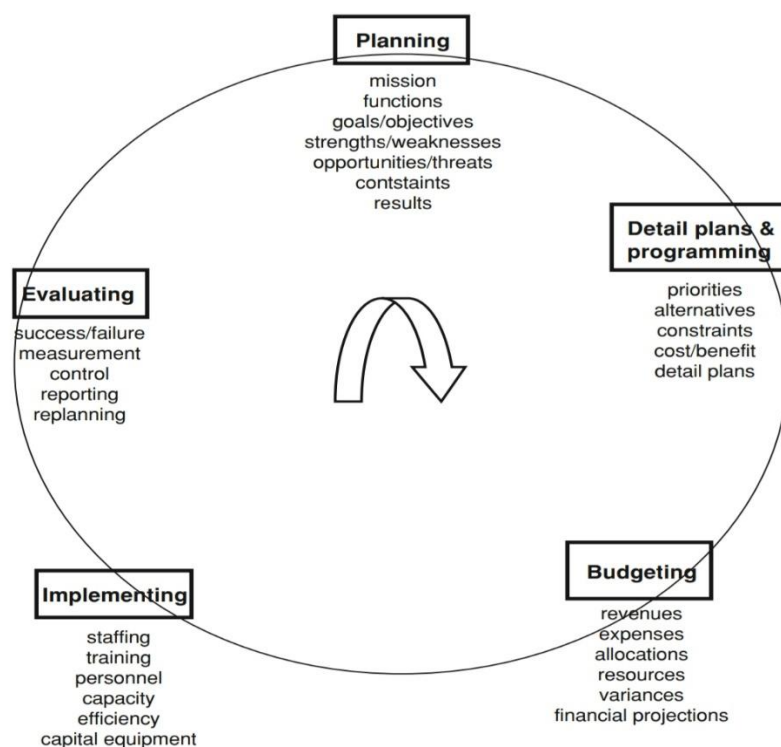 Planning
mission
functions
goals/objectives
strengths/weaknesses
opportunities/threats
contstaints
results
Detail plans &
programming
priorities
alternatives
constraints
cost/benefit
detail plans
Budgeting
revenues
expenses
allocations
resources
variances
financial projections
Implementing
staffing
training
personnel
capacity
efficiency
capital equipment
Evaluating
success/failure
measurement
control
reporting
replanning